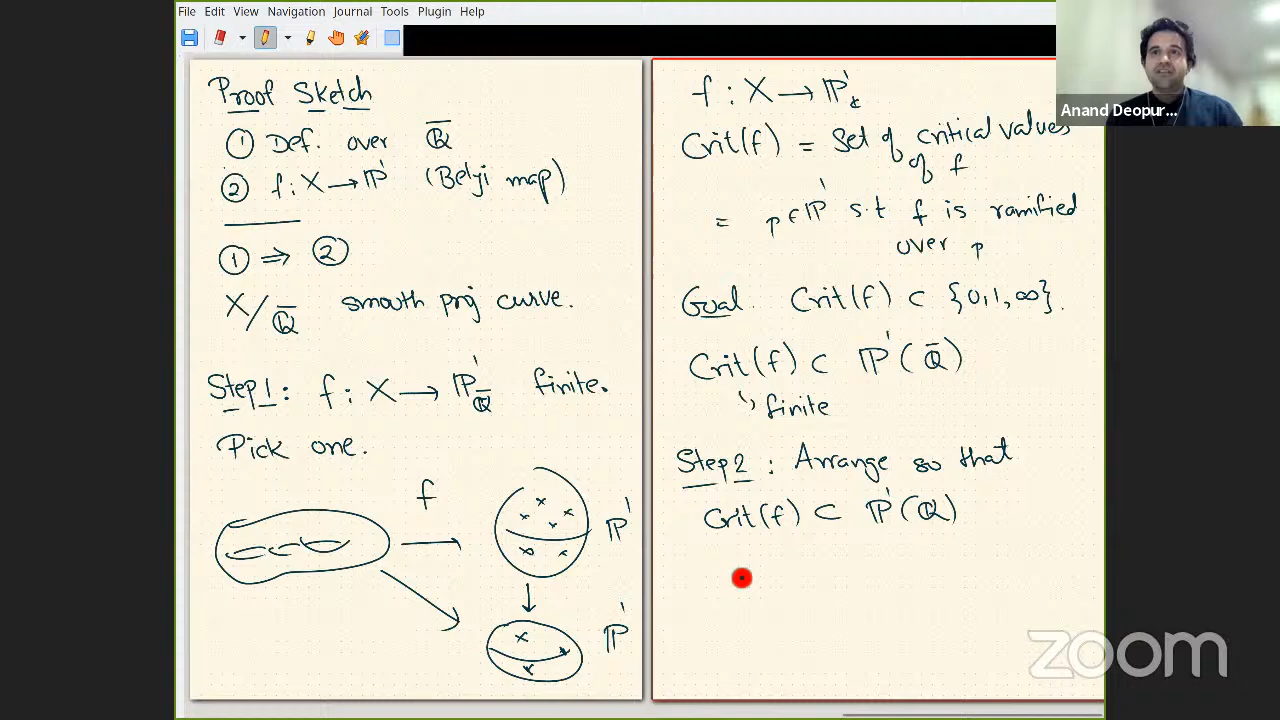 File Edit View Navigation Journal Tools Plugin Help
Anand Deopur...
Proof Sketch
① Def. over Q̅
② f : X → P¹ (Belyi map)
① ⇒ ②
X/Q̅ smooth proj curve.
Step 1 : f : X → P¹_Q̅ finite.
Pick one.
f
P¹
P¹
f : X → P¹
Crit(f) = Set of critical values
of f
= p ∈ P¹ s.t f is ramified
over p
Goal. Crit(f) ⊂ {0,1,∞}.
Crit(f) ⊂ P¹(Q̅)
finite
Step 2 : Arrange so that
Crit(f) ⊂ P¹(Q)
zoom